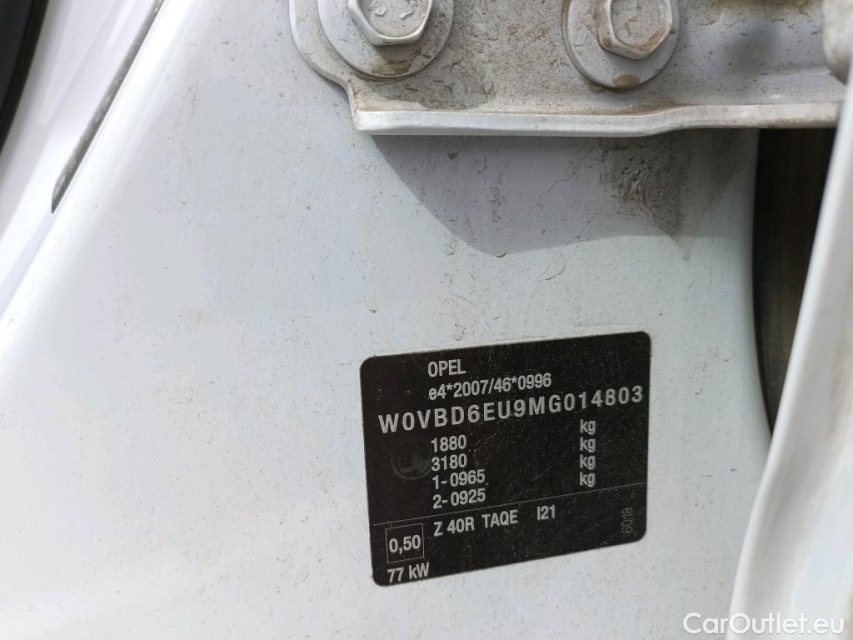 OPEL
e4*2007/46*0996
W0VBD6EU9MG014803
1880 kg
3180 kg
1-0965 kg
2-0925 kg
0,50 Z 40R TAQE I21
6018
77 kW
CarOutlet.eu